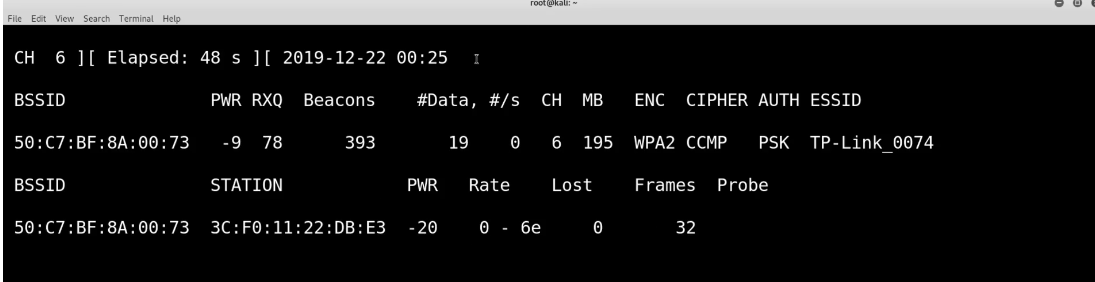 root@kali: ~
File Edit View Search Terminal Help
CH 6 ][ Elapsed: 48 s ][ 2019-12-22 00:25
BSSID PWR RXQ Beacons #Data, #/s CH MB ENC CIPHER AUTH ESSID
50:C7:BF:8A:00:73 -9 78 393 19 0 6 195 WPA2 CCMP PSK TP-Link_0074
BSSID STATION PWR Rate Lost Frames Probe
50:C7:BF:8A:00:73 3C:F0:11:22:DB:E3 -20 0 - 6e 0 32